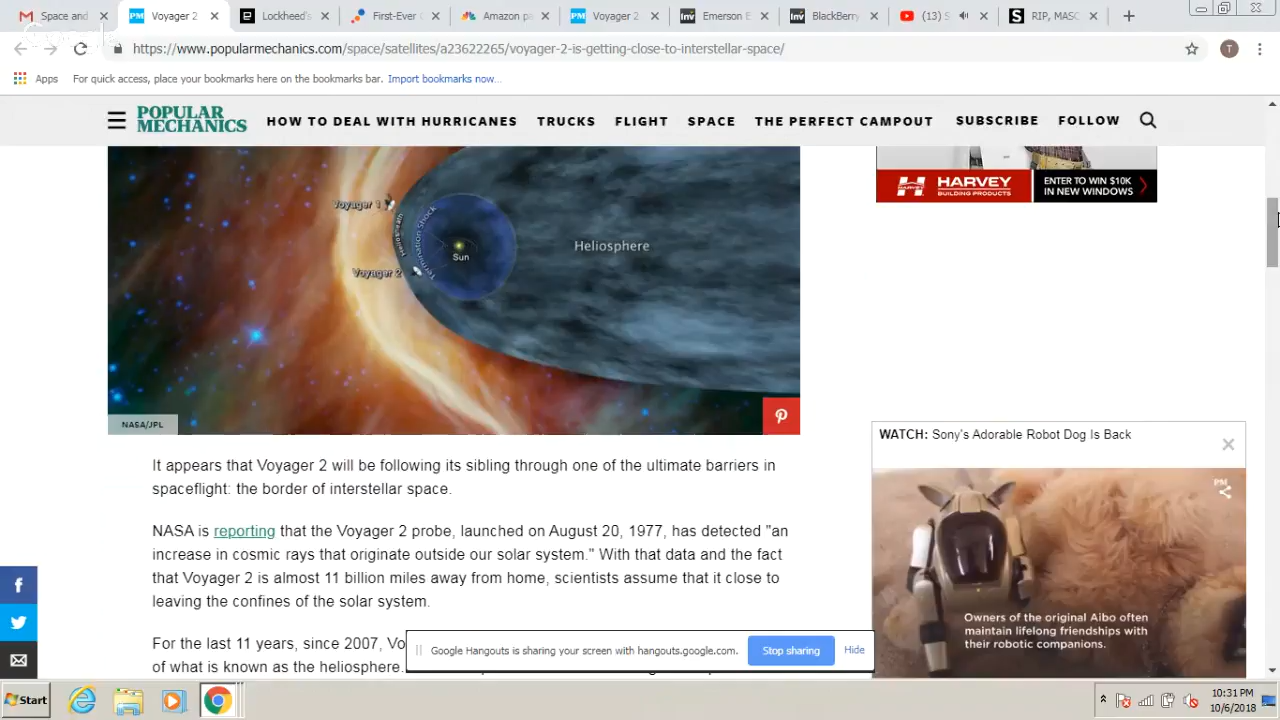 Space and
Voyager 2
Lockheed's
First-Ever
Amazon pa
Voyager 2
Emerson E
BlackBerry
(13) S
RIP, MASC
https://www.popularmechanics.com/space/satellites/a23622265/voyager-2-is-getting-close-to-interstellar-space/
T
Apps For quick access, place your bookmarks here on the bookmarks bar. Import bookmarks now...
POPULAR
MECHANICS
HOW TO DEAL WITH HURRICANES TRUCKS FLIGHT SPACE THE PERFECT CAMPOUT SUBSCRIBE FOLLOW
Voyager 1
Heliosheath
Termination Shock
Sun
Voyager 2
Heliosphere
NASA/JPL
HARVEY
BUILDING PRODUCTS
ENTER TO WIN $10K
IN NEW WINDOWS
It appears that Voyager 2 will be following its sibling through one of the ultimate barriers in
spaceflight: the border of interstellar space.
NASA is reporting that the Voyager 2 probe, launched on August 20, 1977, has detected "an
increase in cosmic rays that originate outside our solar system." With that data and the fact
that Voyager 2 is almost 11 billion miles away from home, scientists assume that it close to
leaving the confines of the solar system.
For the last 11 years, since 2007, Vo
of what is known as the heliosphere.
WATCH: Sony's Adorable Robot Dog Is Back
PM
Owners of the original Aibo often
maintain lifelong friendships with
their robotic companions.
Google Hangouts is sharing your screen with hangouts.google.com. Stop sharing Hide
Start
10:31 PM
10/6/2018